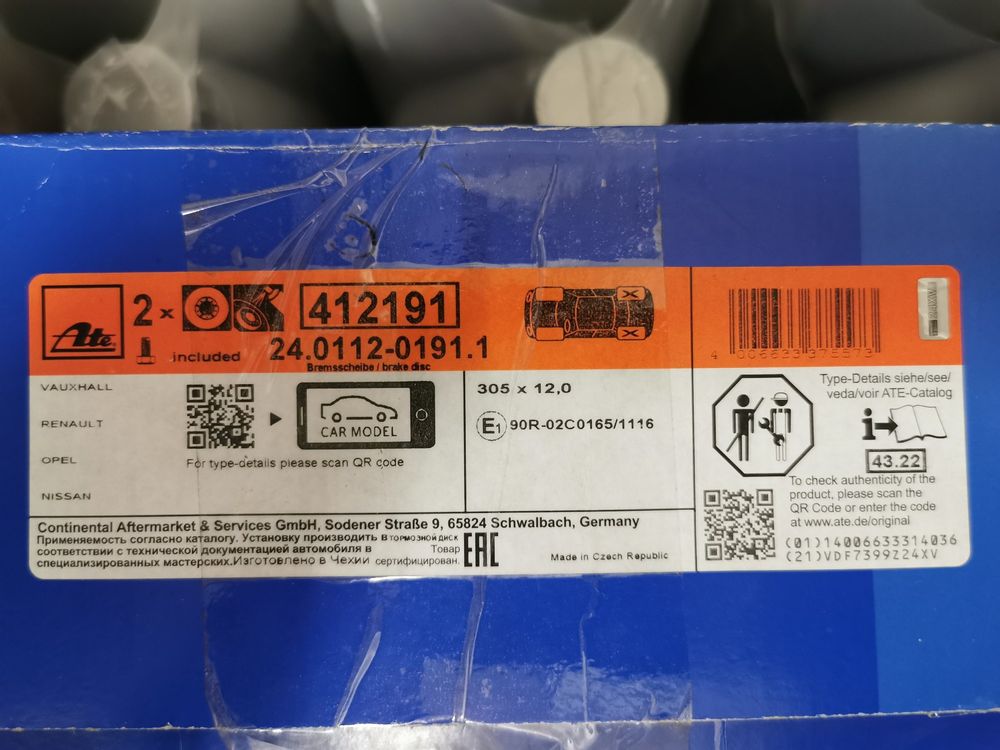 Ate
2 x
412191
included
24.0112-0191.1
Bremsscheibe / brake disc
4 006633 375573
VAUXHALL
RENAULT
OPEL
NISSAN
CAR MODEL
For type-details please scan QR code
305 x 12,0
E1 90R-02C0165/1116
Type-Details siehe/see/
veda/voir ATE-Catalog
i
43.22
To check authenticity of the
product, please scan the
QR Code or enter the code
at www.ate.de/original
(01)14006633314036
(21)VDF7399Z24XV
Continental Aftermarket & Services GmbH, Sodener Straße 9, 65824 Schwalbach, Germany
Применяемость согласно каталогу. Установку производить в тормозной диск
соответствии с технической документацией автомобиля в Товар
специализированных мастерских. Изготовлено в Чехии сертифицирован.
EAC
Made in Czech Republic